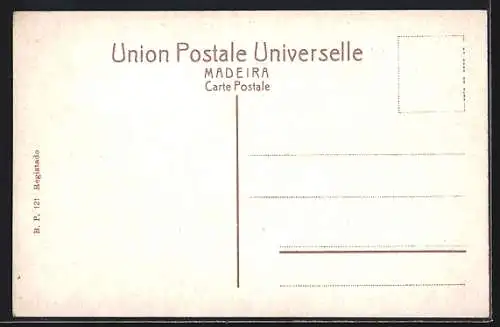 Union Postale Universelle
MADEIRA
Carte Postale
B. P. 121 Registado